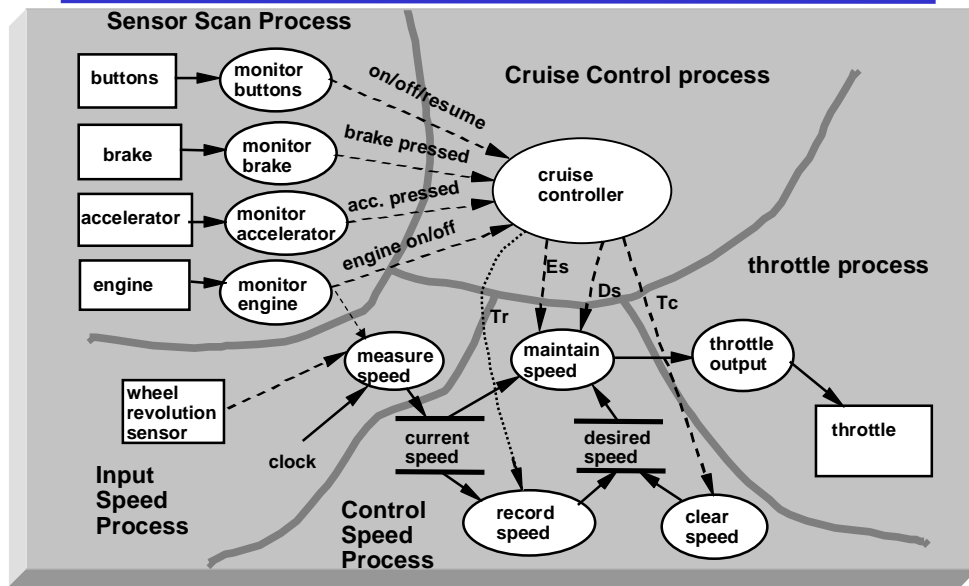 Sensor Scan Process
buttons
monitor
buttons
on/off/resume
Cruise Control process
brake
monitor
brake
brake pressed
cruise
controller
accelerator
monitor
accelerator
acc. pressed
engine
monitor
engine
engine on/off
throttle process
Es
Ds
Tc
Tr
measure
speed
maintain
speed
throttle
output
wheel
revolution
sensor
throttle
clock
current
speed
desired
speed
Input
Speed
Process
Control
Speed
Process
record
speed
clear
speed